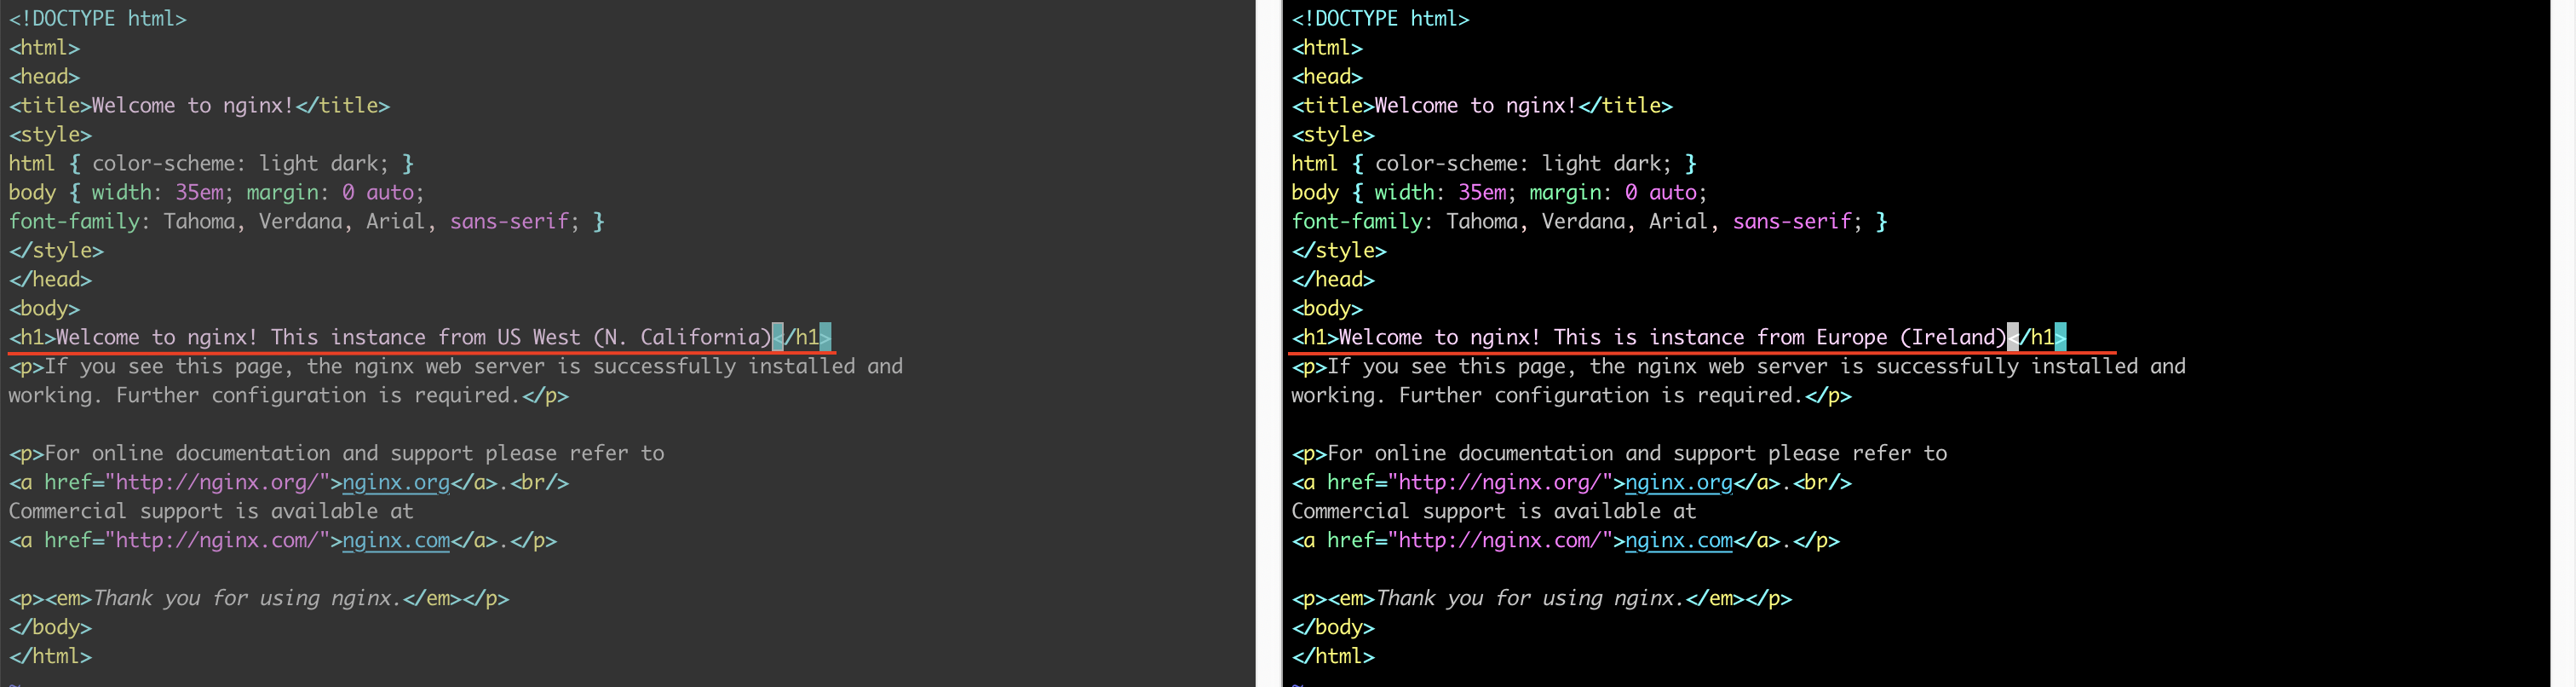 <!DOCTYPE html>
<html>
<head>
<title>Welcome to nginx!</title>
<style>
html { color-scheme: light dark; }
body { width: 35em; margin: 0 auto;
font-family: Tahoma, Verdana, Arial, sans-serif; }
</style>
</head>
<body>
<h1>Welcome to nginx! This instance from US West (N. California)</h1>
<p>If you see this page, the nginx web server is successfully installed and
working. Further configuration is required.</p>

<p>For online documentation and support please refer to
<a href="http://nginx.org/">nginx.org</a>.<br/>
Commercial support is available at
<a href="http://nginx.com/">nginx.com</a>.</p>

<p><em>Thank you for using nginx.</em></p>
</body>
</html>
~
<!DOCTYPE html>
<html>
<head>
<title>Welcome to nginx!</title>
<style>
html { color-scheme: light dark; }
body { width: 35em; margin: 0 auto;
font-family: Tahoma, Verdana, Arial, sans-serif; }
</style>
</head>
<body>
<h1>Welcome to nginx! This is instance from Europe (Ireland)</h1>
<p>If you see this page, the nginx web server is successfully installed and
working. Further configuration is required.</p>

<p>For online documentation and support please refer to
<a href="http://nginx.org/">nginx.org</a>.<br/>
Commercial support is available at
<a href="http://nginx.com/">nginx.com</a>.</p>

<p><em>Thank you for using nginx.</em></p>
</body>
</html>
~